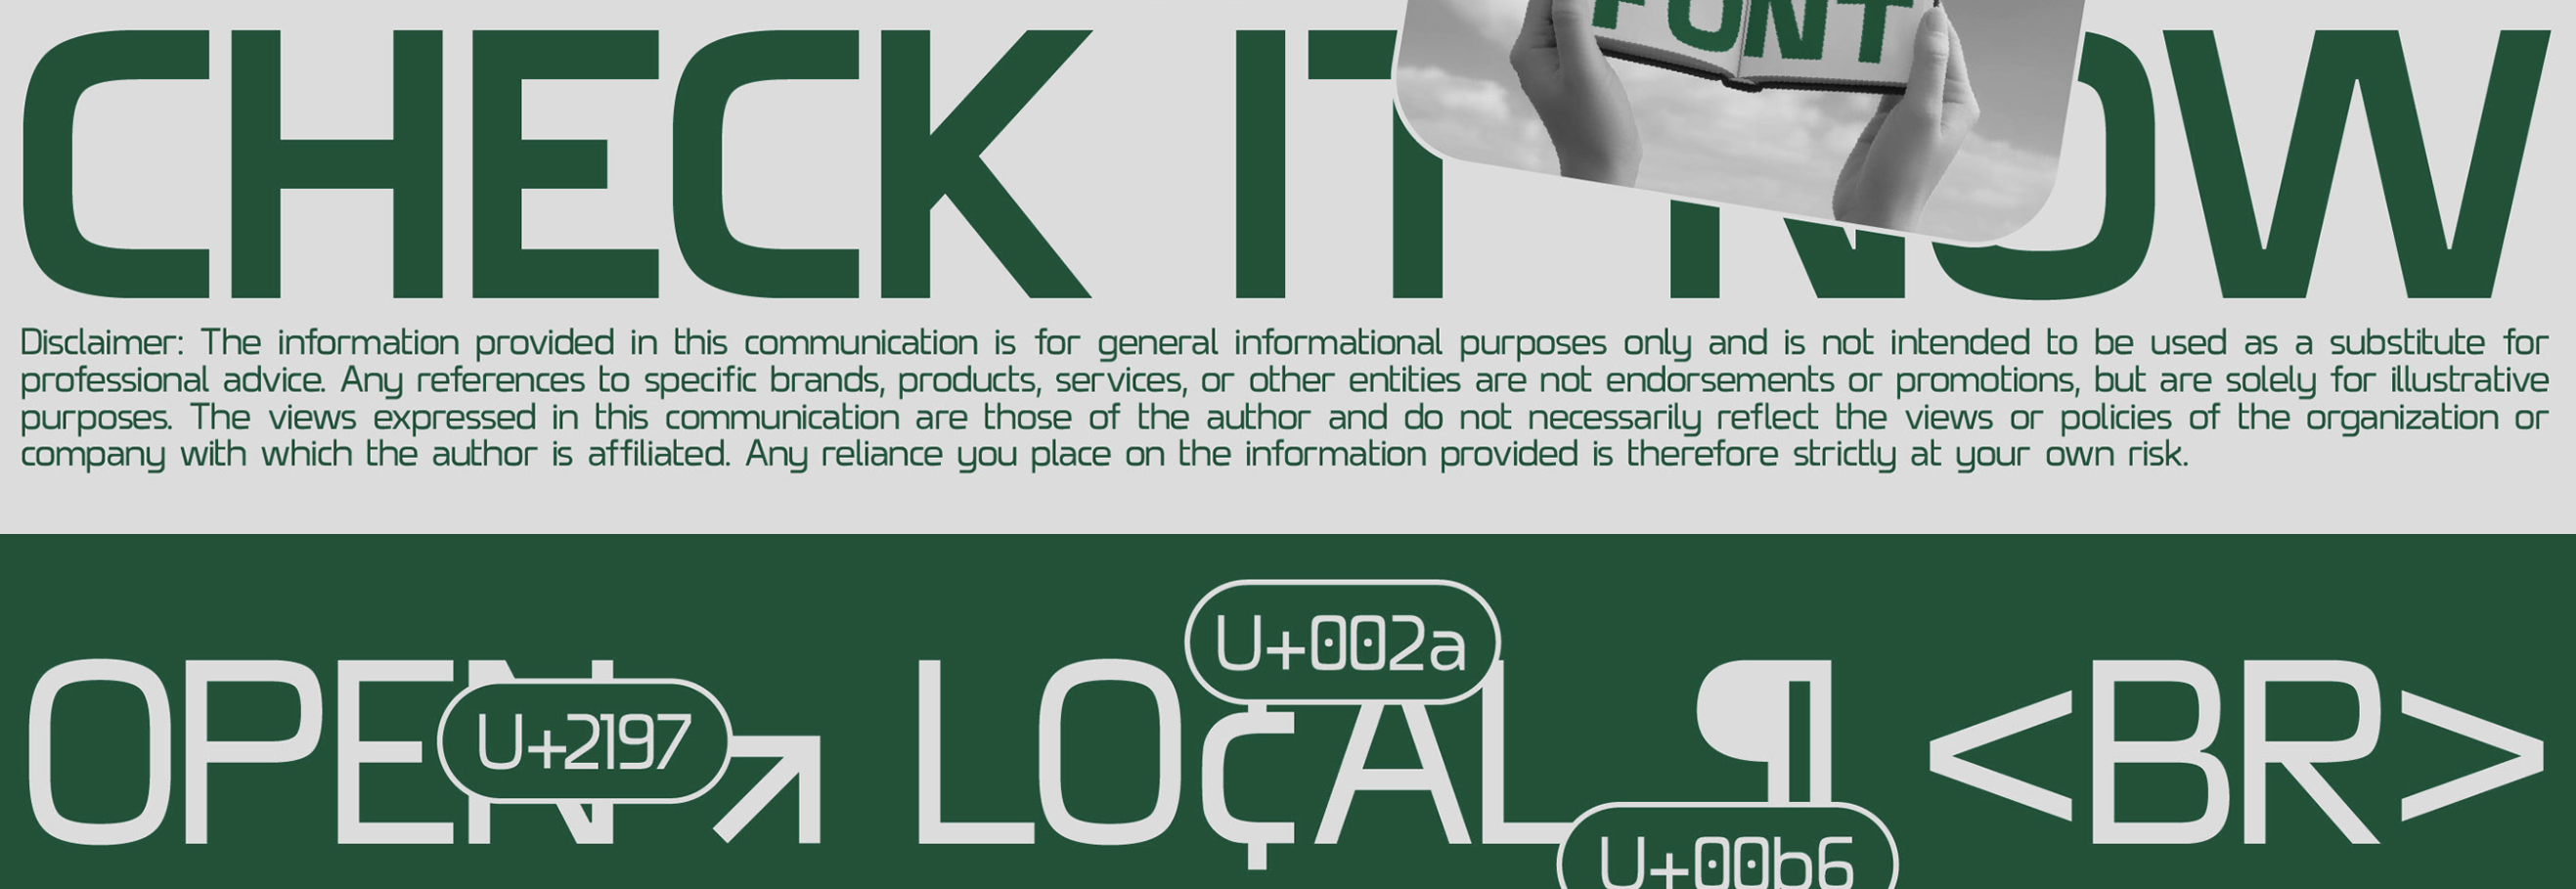 FONT
CHECK IT NOW
Disclaimer: The information provided in this communication is for general informational purposes only and is not intended to be used as a substitute for
professional advice. Any references to specific brands, products, services, or other entities are not endorsements or promotions, but are solely for illustrative
purposes. The views expressed in this communication are those of the author and do not necessarily reflect the views or policies of the organization or
company with which the author is affiliated. Any reliance you place on the information provided is therefore strictly at your own risk.
U+002a
OPEN↗ LO¢AL ¶ <BR>
U+2197
U+00b6